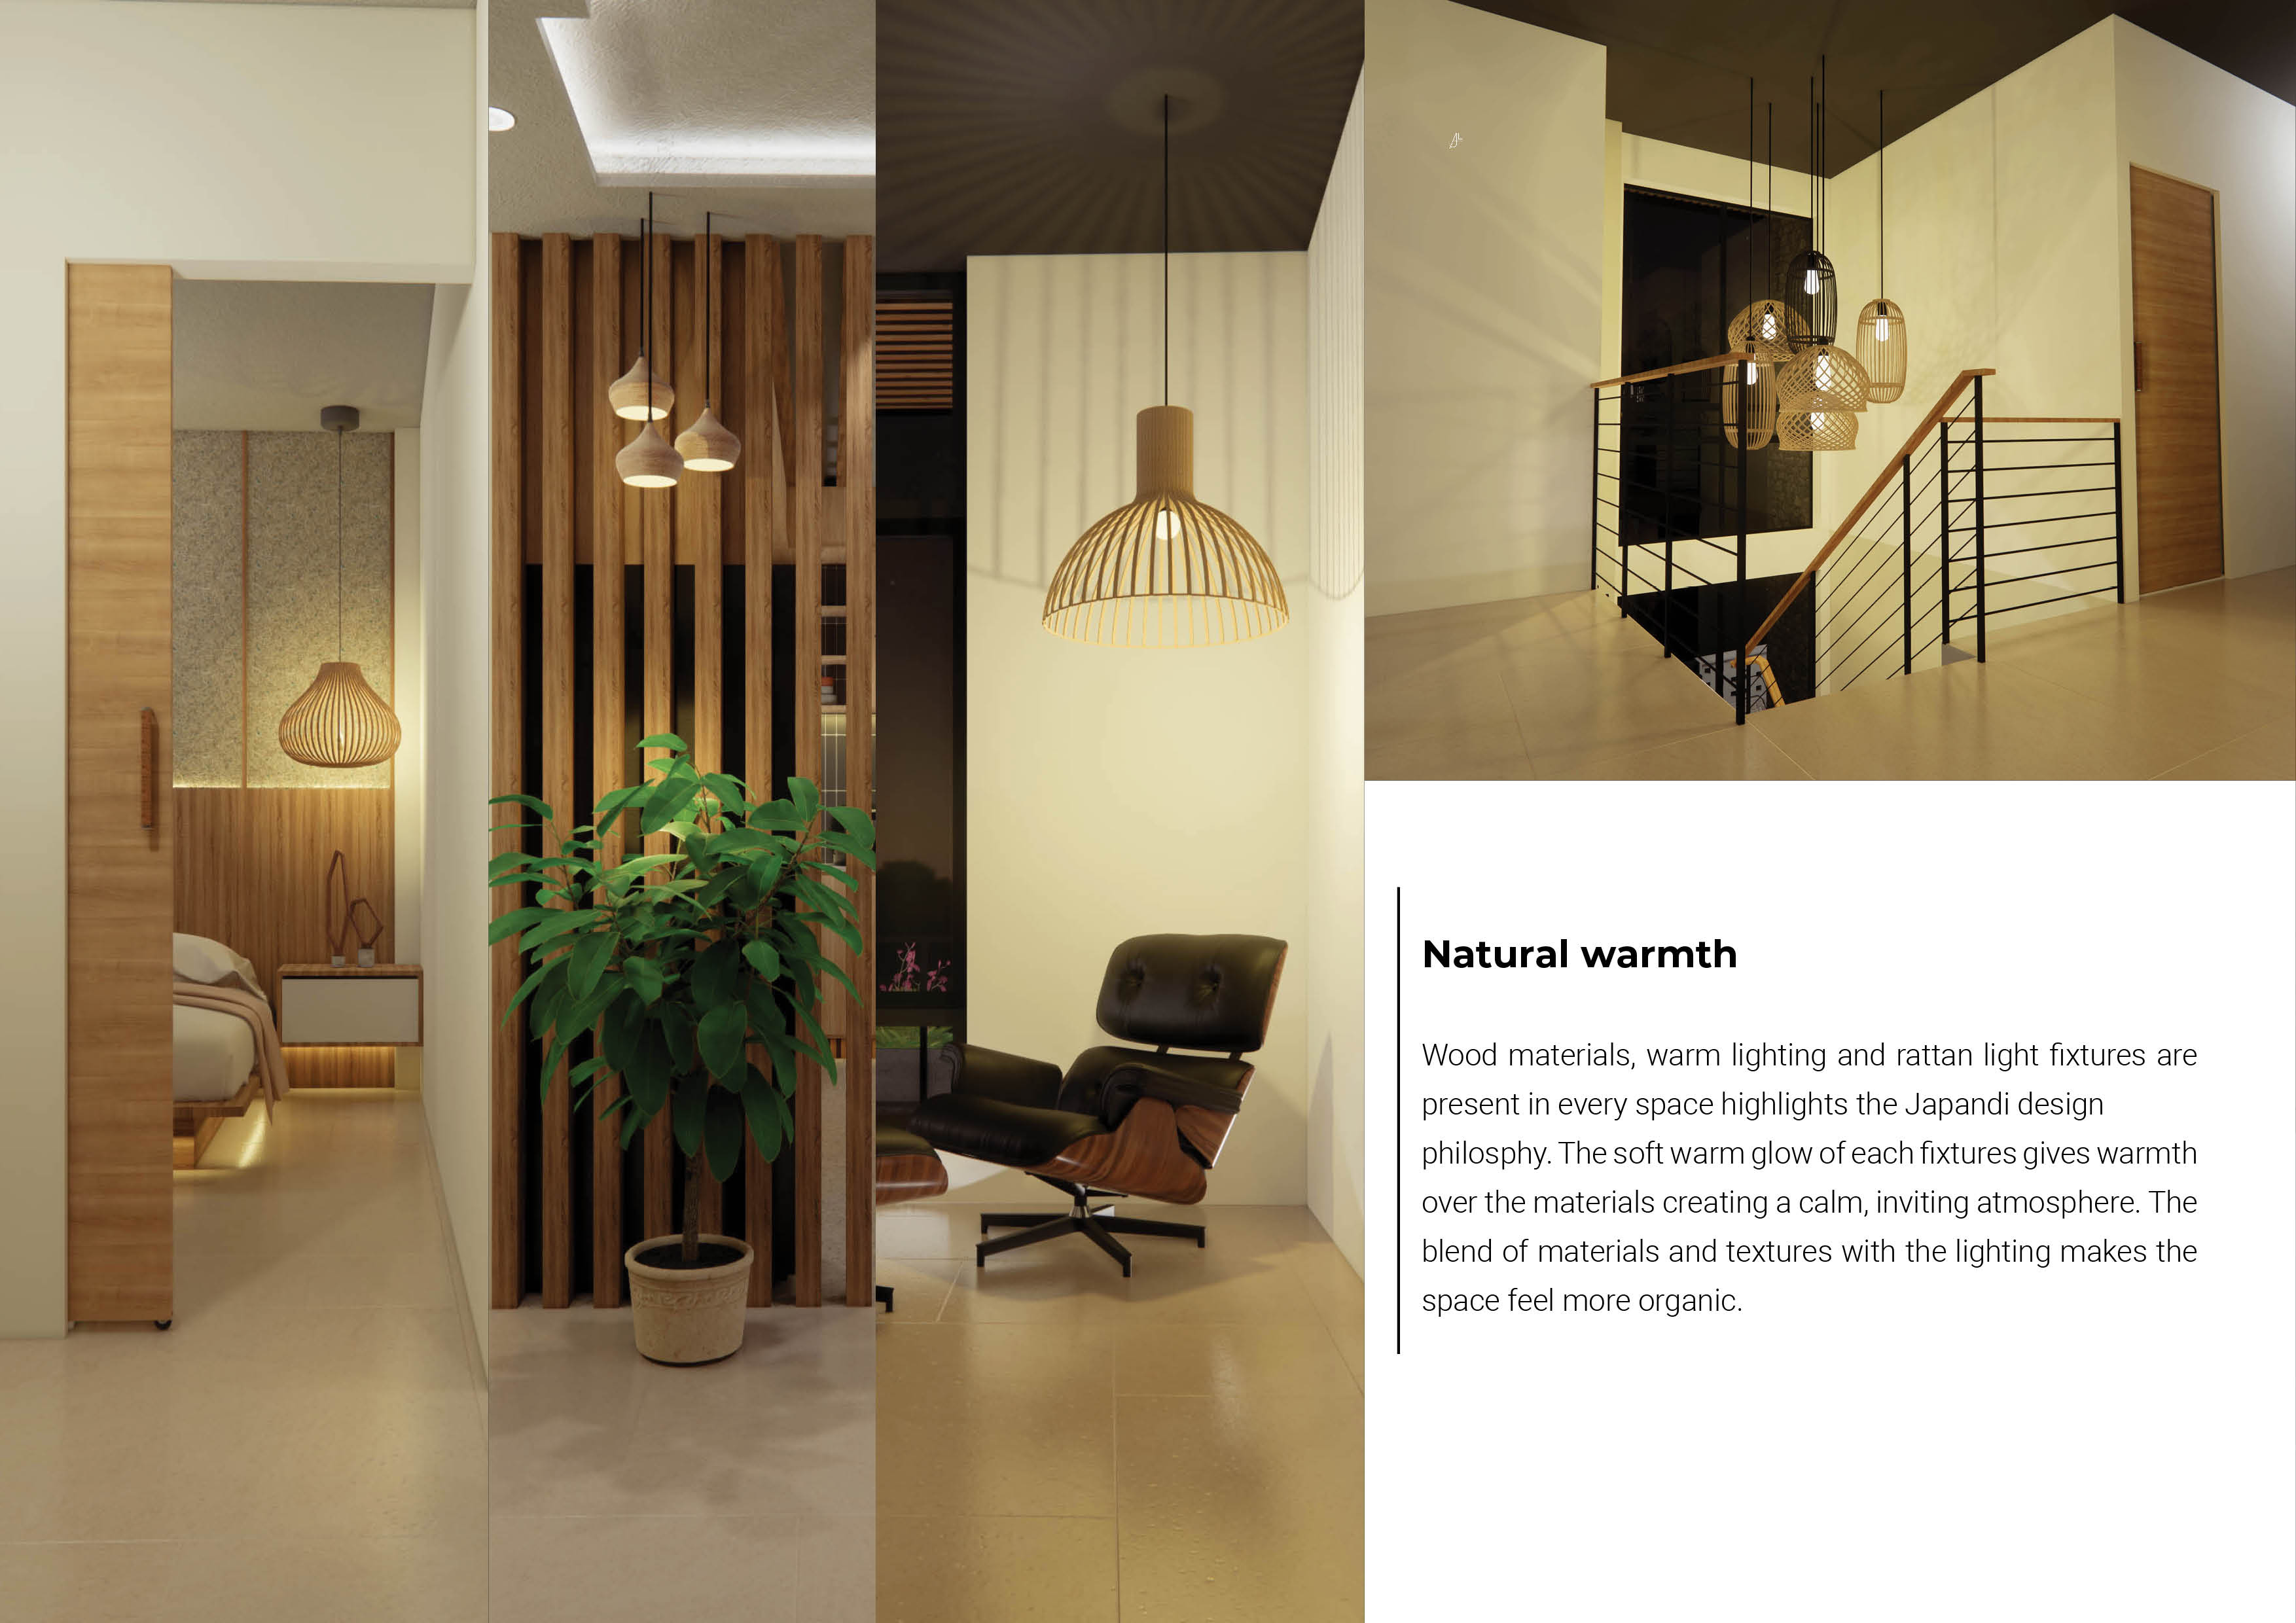 Natural warmth
Wood materials, warm lighting and rattan light fixtures are
present in every space highlights the Japandi design
philosphy. The soft warm glow of each fixtures gives warmth
over the materials creating a calm, inviting atmosphere. The
blend of materials and textures with the lighting makes the
space feel more organic.